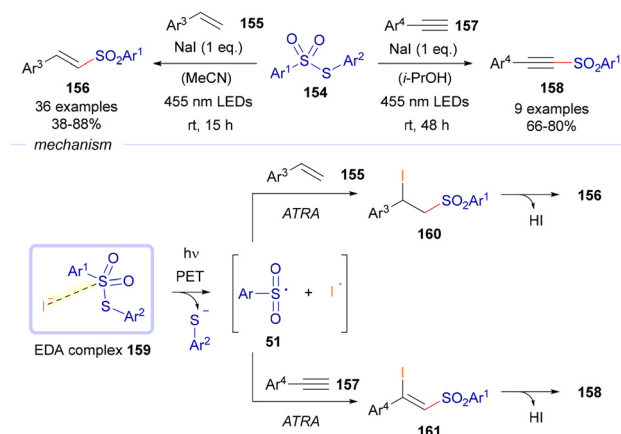 Ar³ 155
NaI (1 eq.)
(MeCN)
455 nm LEDs
rt, 15 h
Ar³ SO₂Ar¹
156
36 examples
38-88%
O O
Ar¹ S S Ar²
154
Ar⁴ 157
NaI (1 eq.)
(i-PrOH)
455 nm LEDs
rt, 48 h
Ar⁴ SO₂Ar¹
158
9 examples
66-80%
mechanism
Ar³ 155
ATRA
I
Ar³ SO₂Ar¹
160
HI
156
Ar¹ O
S=O
I⁻ S
Ar²
EDA complex 159
hν
PET
S⁻
Ar²
O
Ar-S• + I•
O
51
Ar⁴ 157
ATRA
I
Ar⁴ SO₂Ar¹
161
HI
158